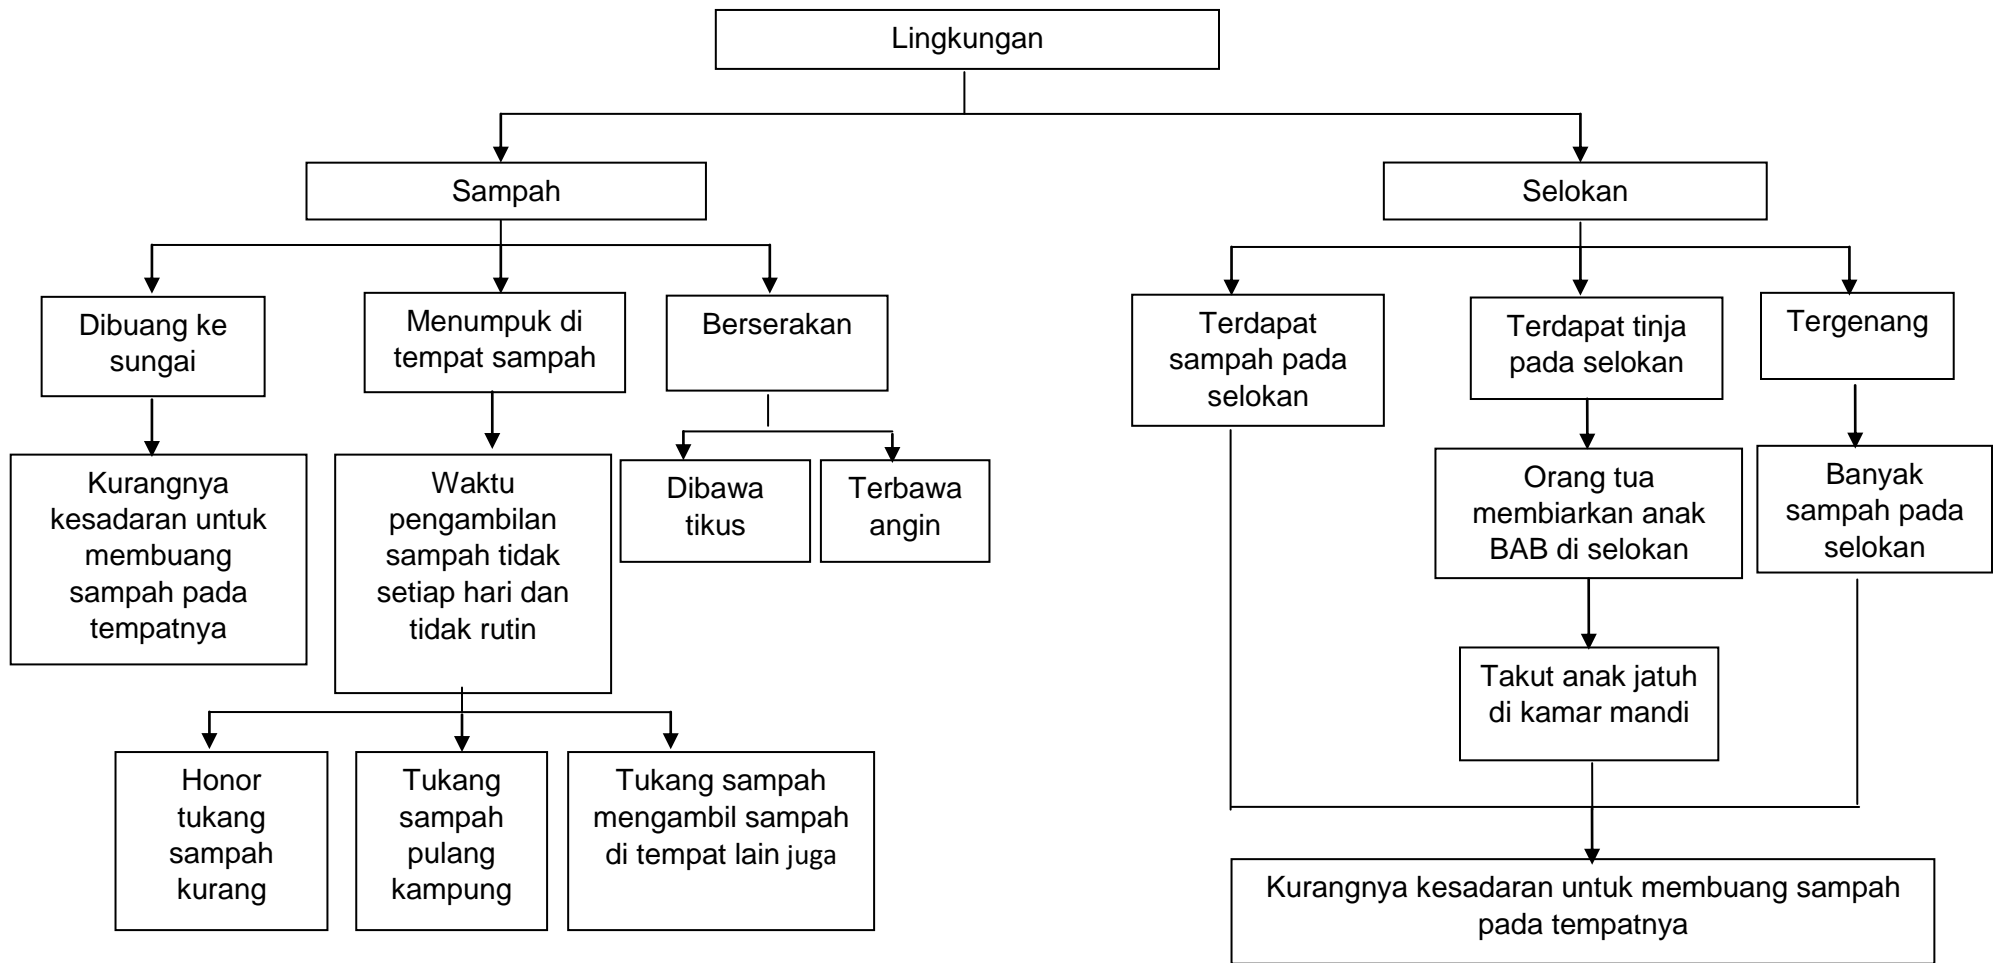 Lingkungan
Sampah
Selokan
Dibuang ke
sungai
Menumpuk di
tempat sampah
Berserakan
Terdapat
sampah pada
selokan
Terdapat tinja
pada selokan
Tergenang
Kurangnya
kesadaran untuk
membuang
sampah pada
tempatnya
Waktu
pengambilan
sampah tidak
setiap hari dan
tidak rutin
Dibawa
tikus
Terbawa
angin
Orang tua
membiarkan anak
BAB di selokan
Banyak
sampah pada
selokan
Takut anak jatuh
di kamar mandi
Honor
tukang
sampah
kurang
Tukang
sampah
pulang
kampung
Tukang sampah
mengambil sampah
di tempat lain juga
Kurangnya kesadaran untuk membuang sampah
pada tempatnya